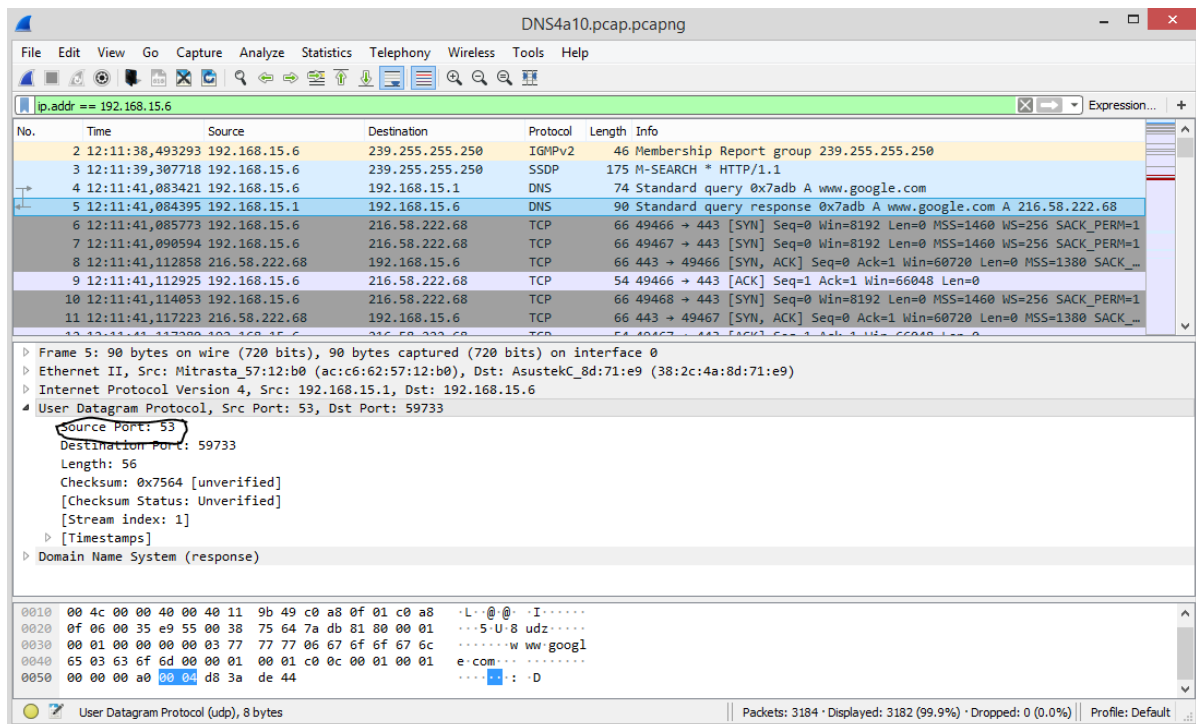 DNS4a10.pcap.pcapng
File Edit View Go Capture Analyze Statistics Telephony Wireless Tools Help
ip.addr == 192.168.15.6 Expression... +
No. Time Source Destination Protocol Length Info
2 12:11:38,493293 192.168.15.6 239.255.255.250 IGMPv2 46 Membership Report group 239.255.255.250
3 12:11:39,307718 192.168.15.6 239.255.255.250 SSDP 175 M-SEARCH * HTTP/1.1
4 12:11:41,083421 192.168.15.6 192.168.15.1 DNS 74 Standard query 0x7adb A www.google.com
5 12:11:41,084395 192.168.15.1 192.168.15.6 DNS 90 Standard query response 0x7adb A www.google.com A 216.58.222.68
6 12:11:41,085773 192.168.15.6 216.58.222.68 TCP 66 49466 → 443 [SYN] Seq=0 Win=8192 Len=0 MSS=1460 WS=256 SACK_PERM=1
7 12:11:41,090594 192.168.15.6 216.58.222.68 TCP 66 49467 → 443 [SYN] Seq=0 Win=8192 Len=0 MSS=1460 WS=256 SACK_PERM=1
8 12:11:41,112858 216.58.222.68 192.168.15.6 TCP 66 443 → 49466 [SYN, ACK] Seq=0 Ack=1 Win=60720 Len=0 MSS=1380 SACK_…
9 12:11:41,112925 192.168.15.6 216.58.222.68 TCP 54 49466 → 443 [ACK] Seq=1 Ack=1 Win=66048 Len=0
10 12:11:41,114053 192.168.15.6 216.58.222.68 TCP 66 49468 → 443 [SYN] Seq=0 Win=8192 Len=0 MSS=1460 WS=256 SACK_PERM=1
11 12:11:41,117223 216.58.222.68 192.168.15.6 TCP 66 443 → 49467 [SYN, ACK] Seq=0 Ack=1 Win=60720 Len=0 MSS=1380 SACK_…
Frame 5: 90 bytes on wire (720 bits), 90 bytes captured (720 bits) on interface 0
Ethernet II, Src: Mitrasta_57:12:b0 (ac:c6:62:57:12:b0), Dst: AsustekC_8d:71:e9 (38:2c:4a:8d:71:e9)
Internet Protocol Version 4, Src: 192.168.15.1, Dst: 192.168.15.6
User Datagram Protocol, Src Port: 53, Dst Port: 59733
Source Port: 53
Destination Port: 59733
Length: 56
Checksum: 0x7564 [unverified]
[Checksum Status: Unverified]
[Stream index: 1]
[Timestamps]
Domain Name System (response)
0010 00 4c 00 00 40 00 40 11 9b 49 c0 a8 0f 01 c0 a8 ·L··@·@· ·I······
0020 0f 06 00 35 e9 55 00 38 75 64 7a db 81 80 00 01 ···5·U·8 udz·····
0030 00 01 00 00 00 00 03 77 77 77 06 67 6f 6f 67 6c ·······w ww·googl
0040 65 03 63 6f 6d 00 00 01 00 01 c0 0c 00 01 00 01 e·com··· ········
0050 00 00 00 a0 00 04 d8 3a de 44 ·······: ·D
User Datagram Protocol (udp), 8 bytes Packets: 3184 · Displayed: 3182 (99.9%) · Dropped: 0 (0.0%) Profile: Default